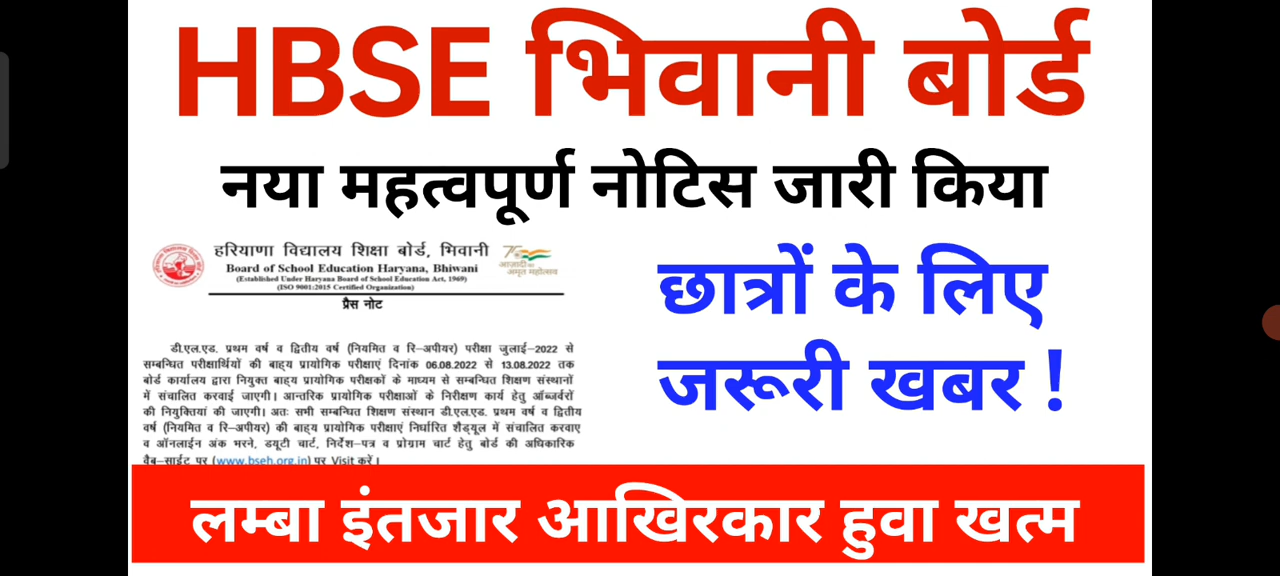 HBSE भिवानी बोर्ड
नया महत्वपूर्ण नोटिस जारी किया
हरियाणा विद्यालय शिक्षा बोर्ड, भिवानी
Board of School Education Haryana, Bhiwani
(Established Under Haryana Board of School Education Act, 1969)
(ISO 9001:2015 Certified Organization)
आज़ादी का
अमृत महोत्सव
प्रैस नोट
डी.एल.एड. प्रथम वर्ष व द्वितीय वर्ष (नियमित व रि-अपीयर) परीक्षा जुलाई-2022 से
सम्बन्धित परीक्षार्थियों की बाह्य प्रायोगिक परीक्षाएं दिनांक 06.08.2022 से 13.08.2022 तक
बोर्ड कार्यालय द्वारा नियुक्त बाह्य प्रायोगिक परीक्षकों के माध्यम से सम्बन्धित शिक्षण संस्थानों
में संचालित करवाई जाएगी। आन्तरिक प्रायोगिक परीक्षाओं के निरीक्षण कार्य हेतु ऑब्जर्वरों
की नियुक्तियां की जाएगी। अतः सभी सम्बन्धित शिक्षण संस्थान डी.एल.एड. प्रथम वर्ष व द्वितीय
वर्ष (नियमित व रि-अपीयर) की बाह्य प्रायोगिक परीक्षाएं निर्धारित शैड्यूल में संचालित करवाए
व ऑनलाईन अंक भरने, डयूटी चार्ट, निर्देश-पत्र व प्रोग्राम चार्ट हेतु बोर्ड की अधिकारिक
वैब-साईट पर (www.bseh.org.in) पर Visit करें।
छात्रों के लिए
जरूरी खबर !
लम्बा इंतजार आखिरकार हुवा खत्म